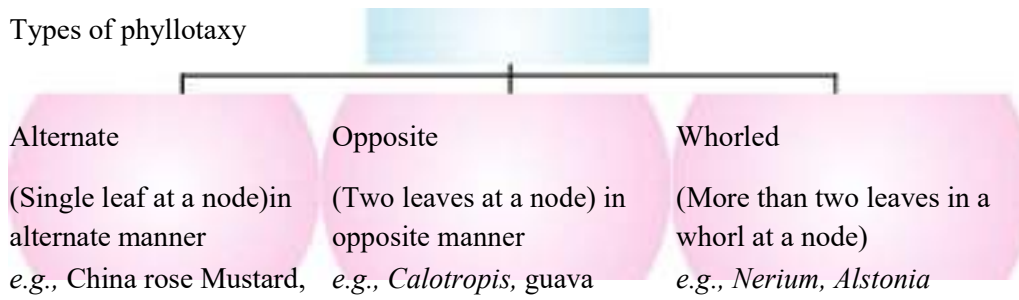 Types of phyllotaxy
Alternate
(Single leaf at a node)in
alternate manner
e.g., China rose Mustard,
Opposite
(Two leaves at a node) in
opposite manner
e.g., Calotropis, guava
Whorled
(More than two leaves in a
whorl at a node)
e.g., Nerium, Alstonia